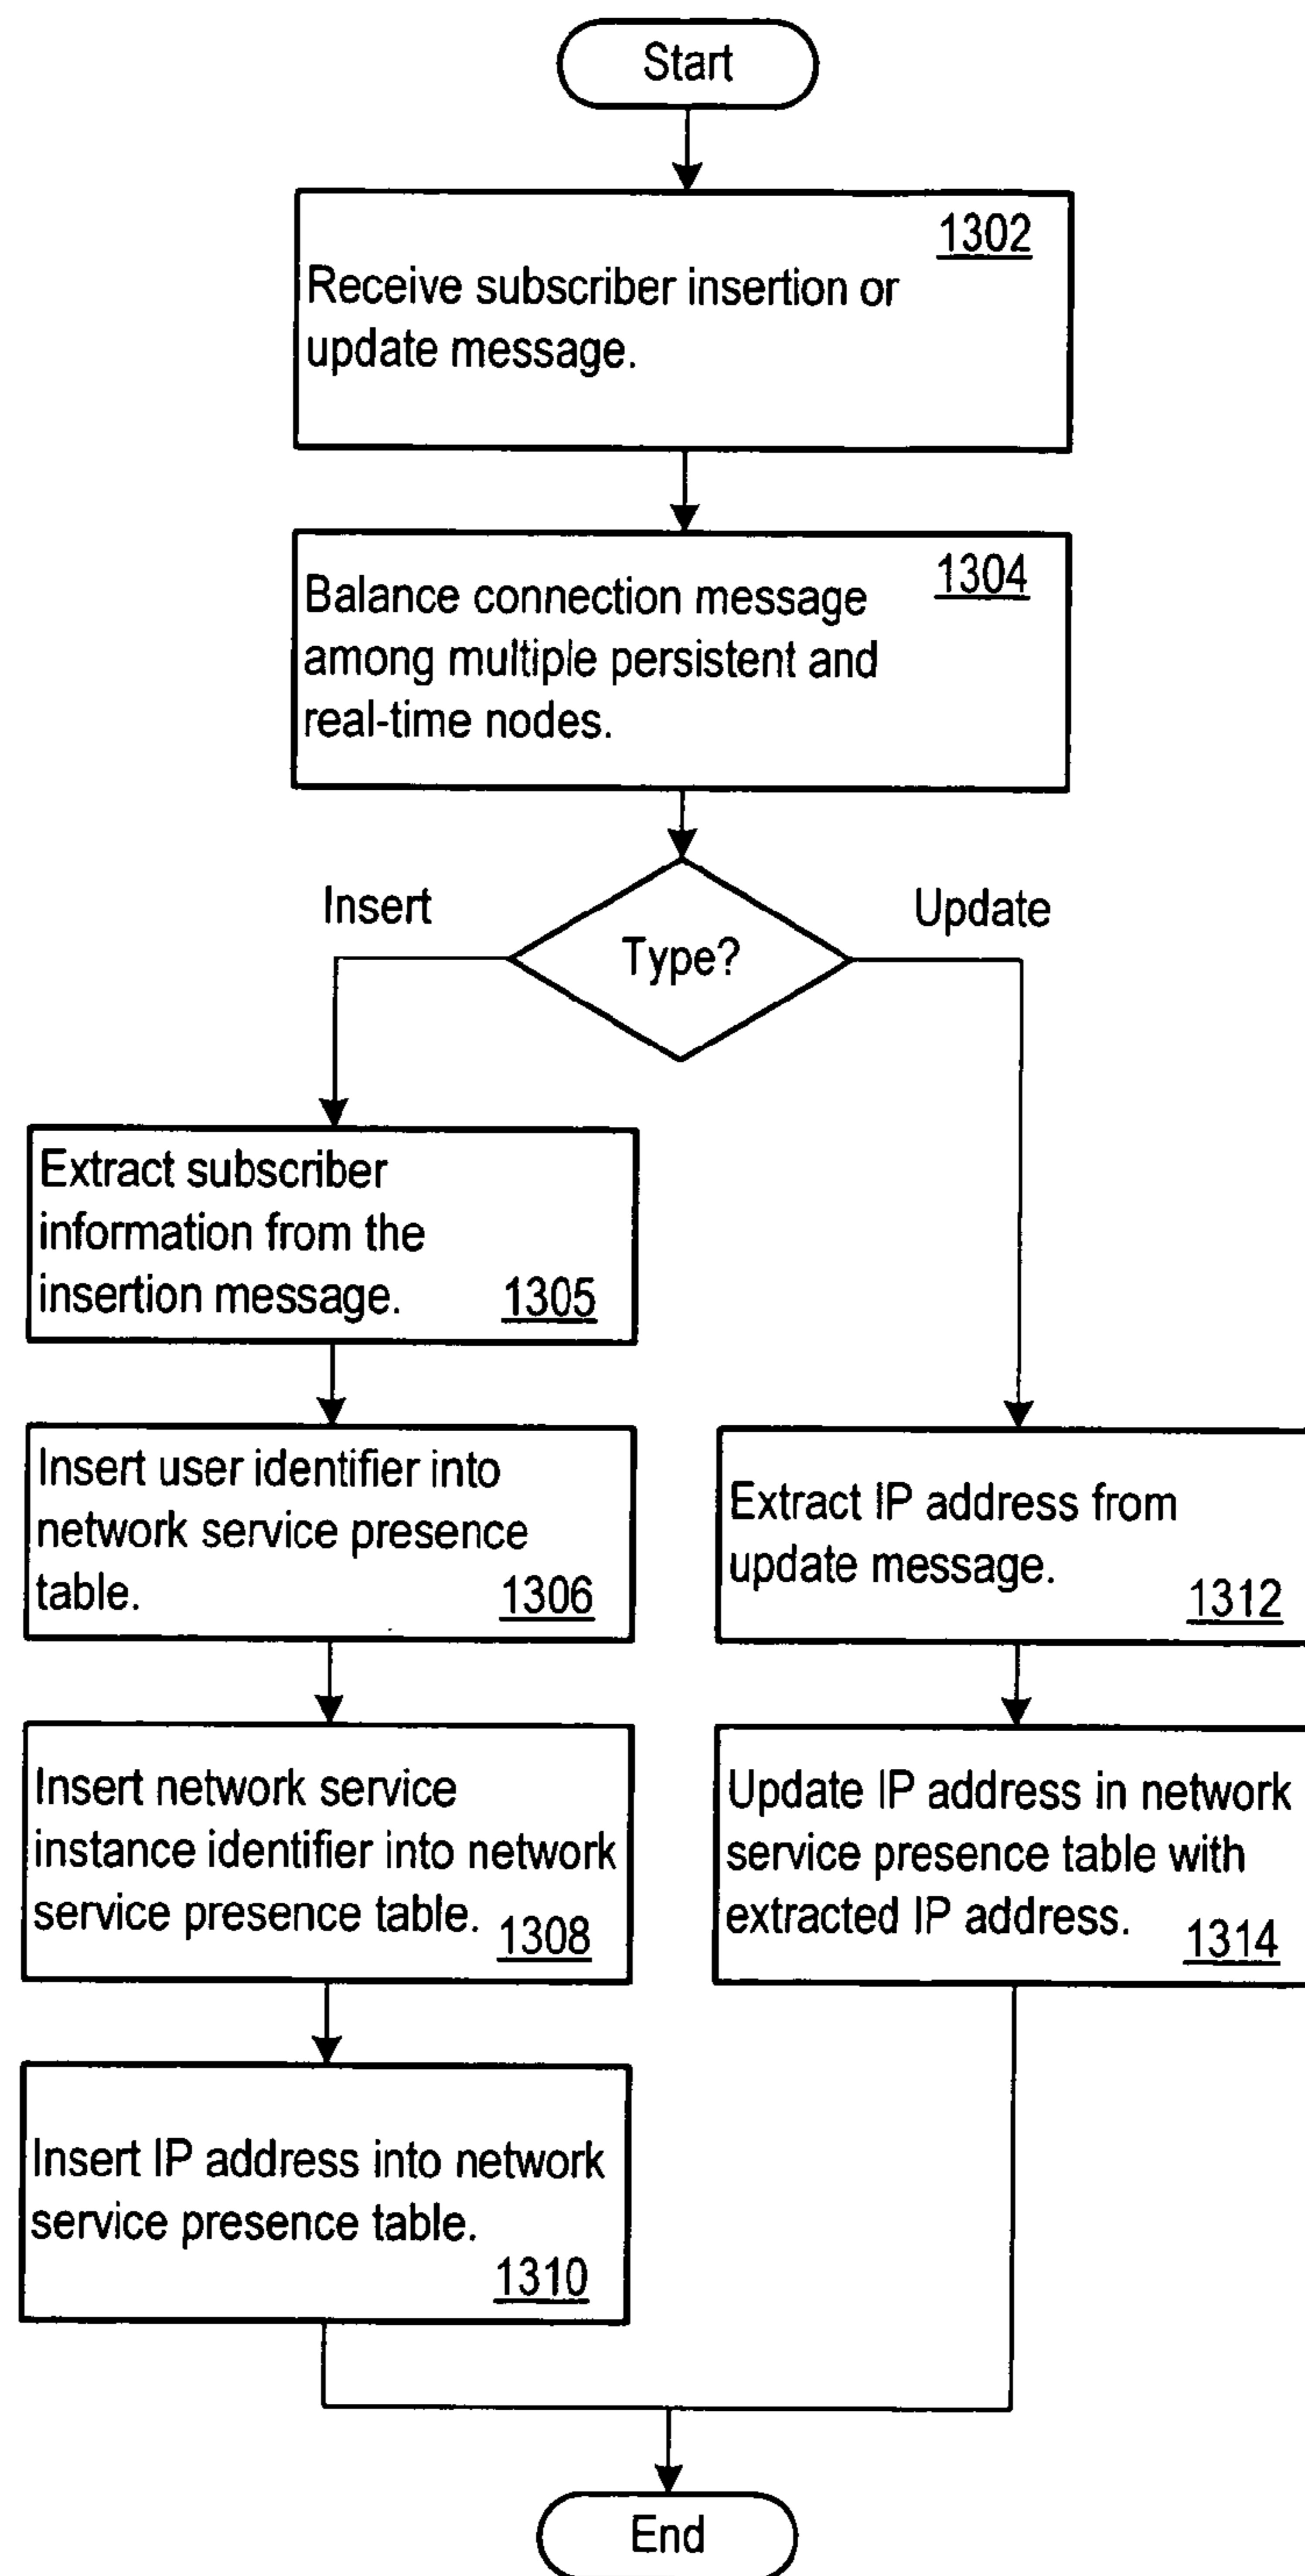 Start
1302
Receive subscriber insertion or
update message.
1304
Balance connection message
among multiple persistent and
real-time nodes.
Insert
Type?
Update
Extract subscriber
information from the
insertion message. 1305
Insert user identifier into
network service presence
table. 1306
Insert network service
instance identifier into network
service presence table. 1308
Insert IP address into network
service presence table.
1310
Extract IP address from
update message.
1312
Update IP address in network
service presence table with
extracted IP address. 1314
End